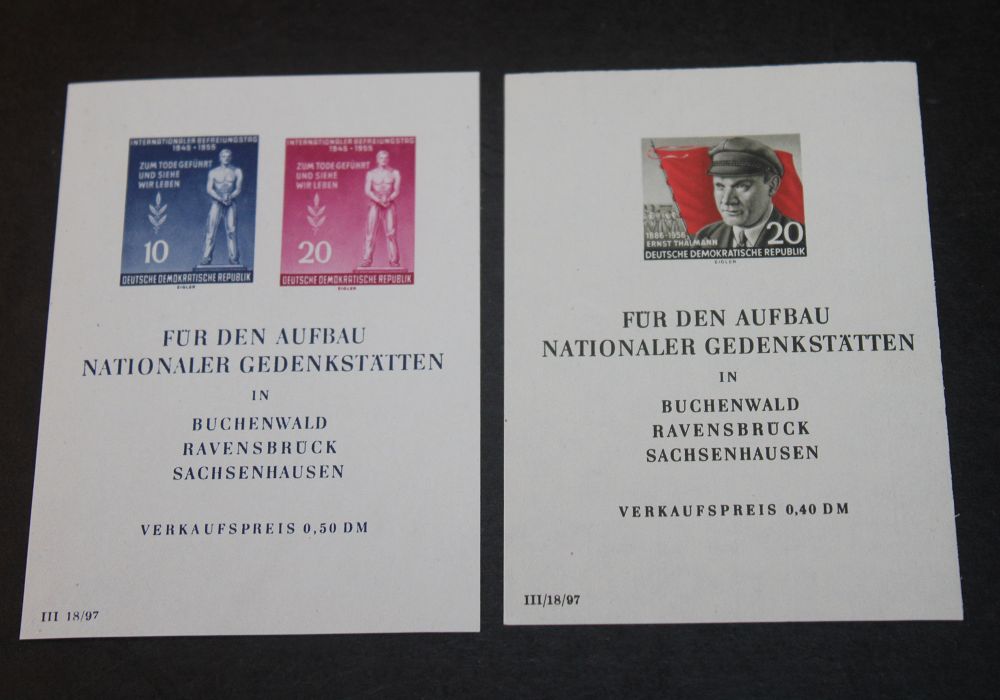 INTERNATIONALER BEFREIUNGSTAG
1945 - 1955
ZUM TODE GEFÜHRT
UND SIEHE
WIR LEBEN
10
DEUTSCHE DEMOKRATISCHE REPUBLIK
EIGLER
INTERNATIONALER BEFREIUNGSTAG
1945 - 1955
ZUM TODE GEFÜHRT
UND SIEHE
WIR LEBEN
20
DEUTSCHE DEMOKRATISCHE REPUBLIK
EIGLER
FÜR DEN AUFBAU
NATIONALER GEDENKSTÄTTEN
IN
BUCHENWALD
RAVENSBRÜCK
SACHSENHAUSEN
VERKAUFSPREIS 0,50 DM
III 18/97
1886-1956
ERNST THÄLMANN
20
DEUTSCHE DEMOKRATISCHE REPUBLIK
EIGLER
FÜR DEN AUFBAU
NATIONALER GEDENKSTÄTTEN
IN
BUCHENWALD
RAVENSBRÜCK
SACHSENHAUSEN
VERKAUFSPREIS 0,40 DM
III/18/97